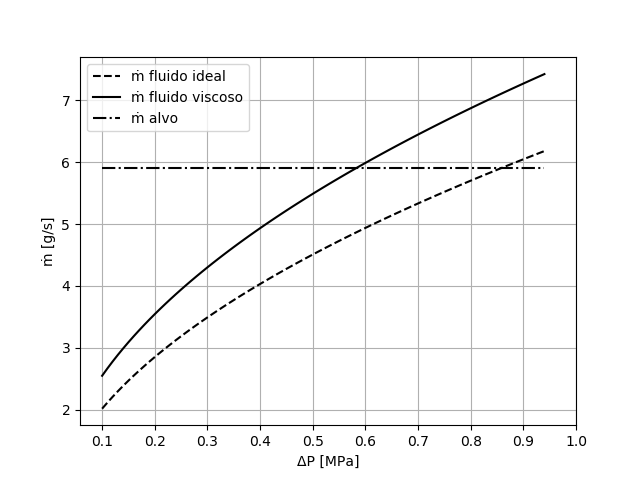 ṁ fluido ideal
ṁ fluido viscoso
ṁ alvo
7
6
5
4
3
2
ṁ [g/s]
0.1 0.2 0.3 0.4 0.5 0.6 0.7 0.8 0.9 1.0
ΔP [MPa]